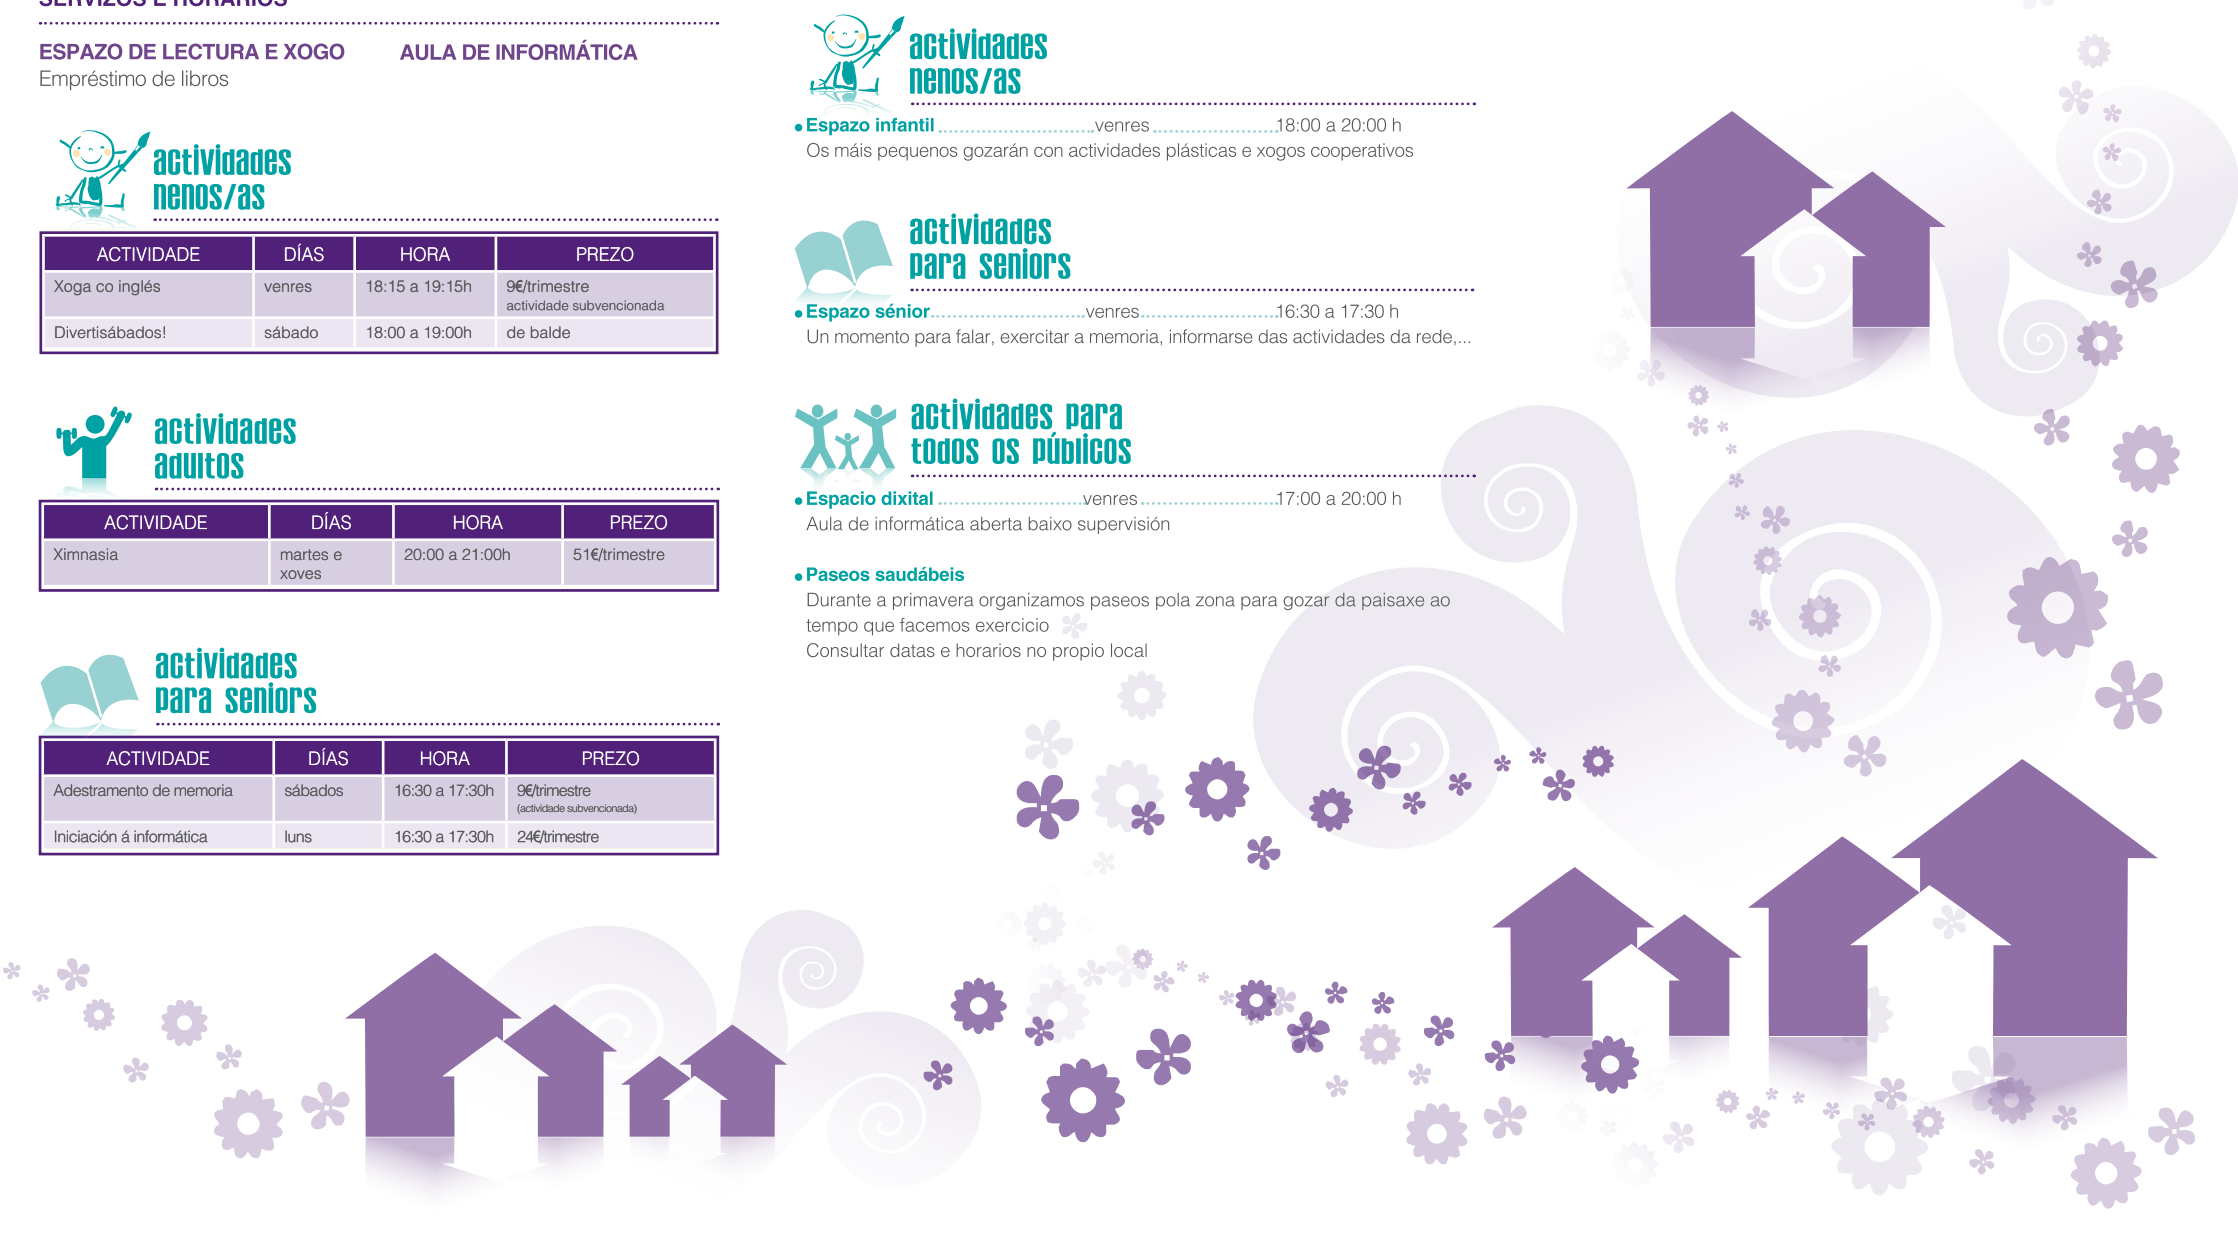 SERVIZOS E HORARIOS
ESPAZO DE LECTURA E XOGO
Empréstimo de libros
AULA DE INFORMÁTICA
actividades
nenos/as
ACTIVIDADE DÍAS HORA PREZO
Xoga co inglés venres 18:15 a 19:15h 9€/trimestre
actividade subvencionada
Divertisábados! sábado 18:00 a 19:00h de balde
actividades
adultos
ACTIVIDADE DÍAS HORA PREZO
Ximnasia martes e 20:00 a 21:00h 51€/trimestre
xoves
actividades
para seniors
ACTIVIDADE DÍAS HORA PREZO
Adestramento de memoria sábados 16:30 a 17:30h 9€/trimestre
(actividade subvencionada)
Iniciación á informática luns 16:30 a 17:30h 24€/trimestre
actividades
nenos/as
• Espazo infantil venres 18:00 a 20:00 h
Os máis pequenos gozarán con actividades plásticas e xogos cooperativos
actividades
para seniors
• Espazo sénior venres 16:30 a 17:30 h
Un momento para falar, exercitar a memoria, informarse das actividades da rede,...
actividades para
todos os públicos
• Espacio dixital venres 17:00 a 20:00 h
Aula de informática aberta baixo supervisión
• Paseos saudábeis
Durante a primavera organizamos paseos pola zona para gozar da paisaxe ao
tempo que facemos exercicio
Consultar datas e horarios no propio local